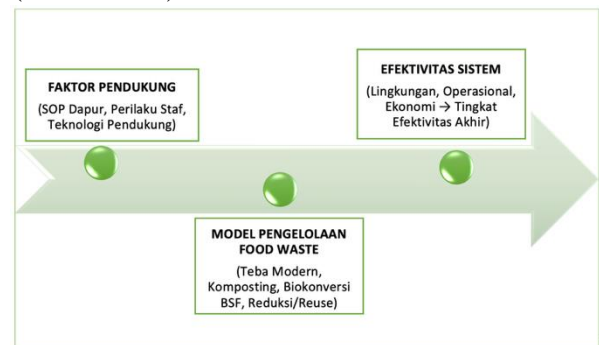 FAKTOR PENDUKUNG
(SOP Dapur, Perilaku Staf,
Teknologi Pendukung)
MODEL PENGELOLAAN
FOOD WASTE
(Teba Modern,
Komposting, Biokonversi
BSF, Reduksi/Reuse)
EFEKTIVITAS SISTEM
(Lingkungan, Operasional,
Ekonomi → Tingkat
Efektivitas Akhir)